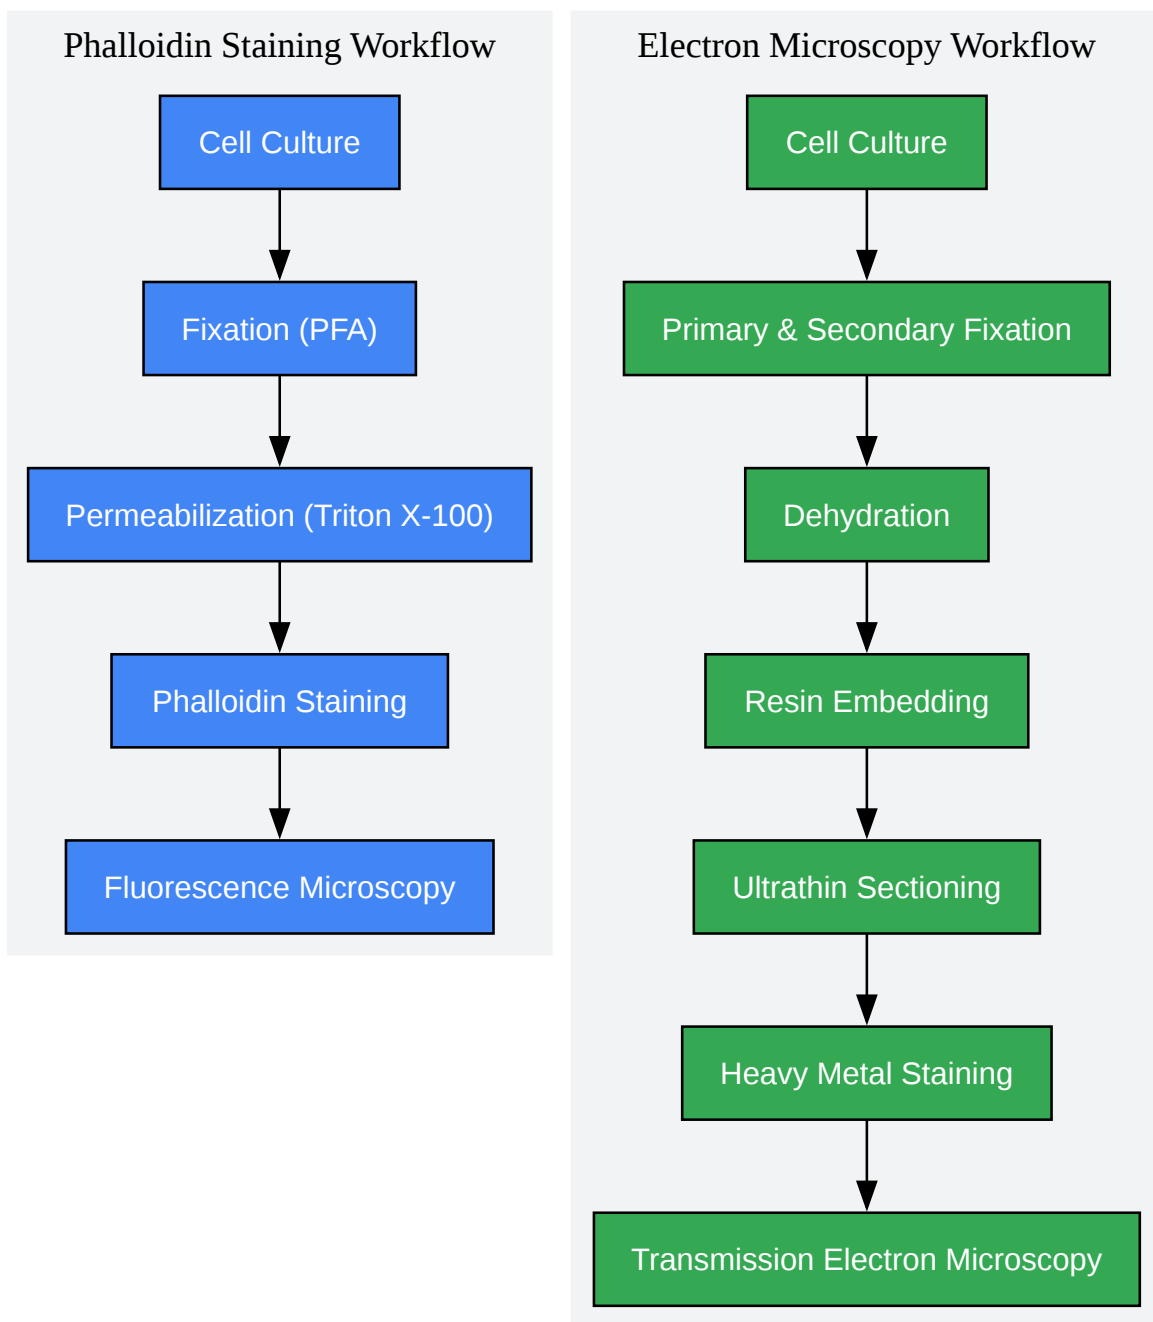 Phalloidin Staining Workflow
Cell Culture
Fixation (PFA)
Permeabilization (Triton X-100)
Phalloidin Staining
Fluorescence Microscopy
Electron Microscopy Workflow
Cell Culture
Primary & Secondary Fixation
Dehydration
Resin Embedding
Ultrathin Sectioning
Heavy Metal Staining
Transmission Electron Microscopy